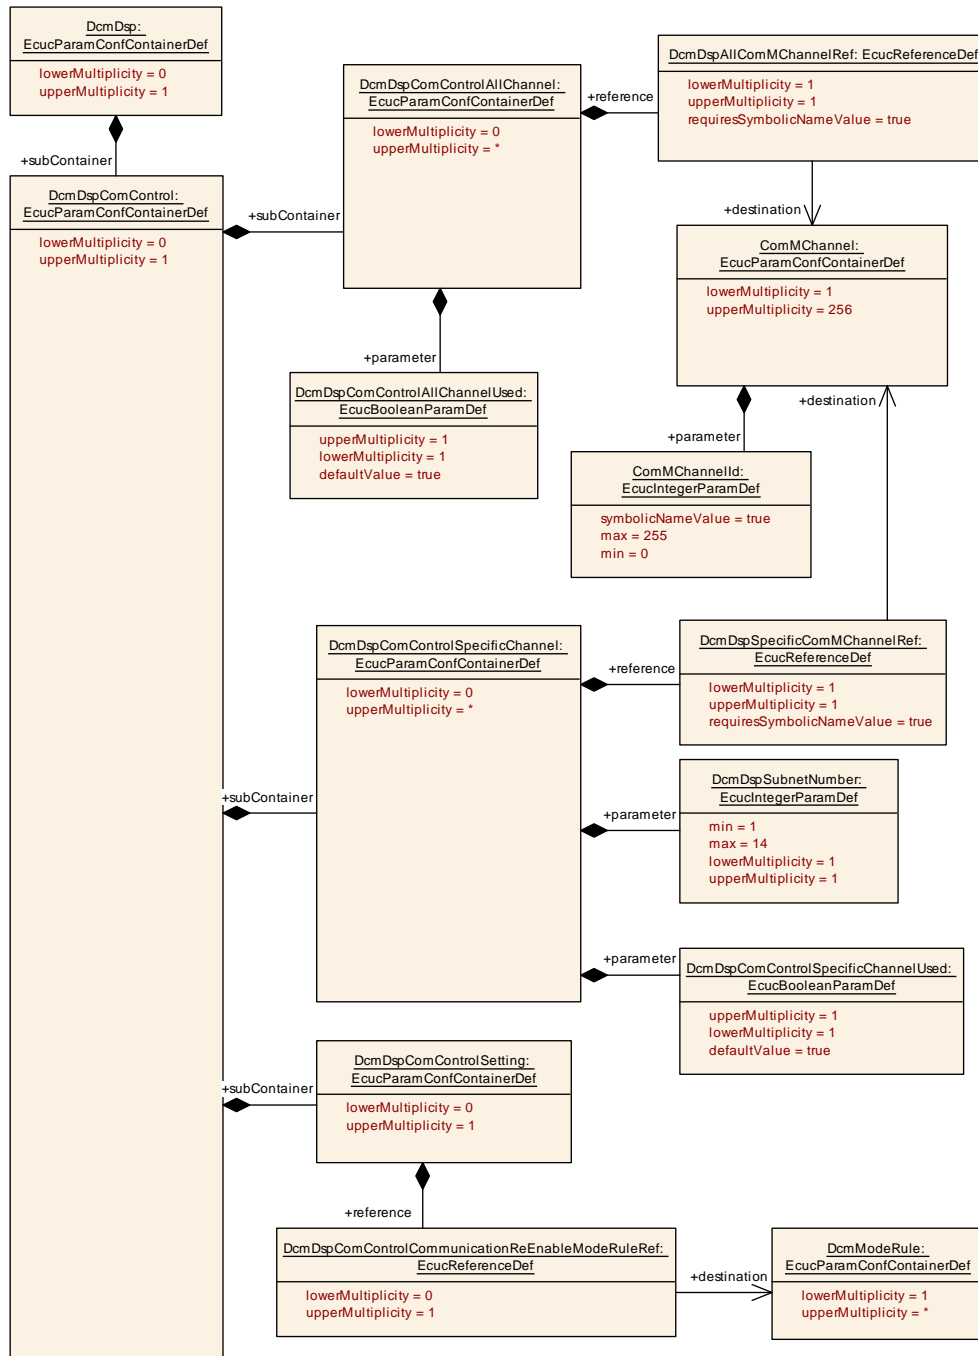 DcmDsp:
EcucParamConfContainerDef
lowerMultiplicity = 0
upperMultiplicity = 1
+subContainer
DcmDspComControl:
EcucParamConfContainerDef
lowerMultiplicity = 0
upperMultiplicity = 1
+subContainer
DcmDspComControlAllChannel:
EcucParamConfContainerDef
lowerMultiplicity = 0
upperMultiplicity = *
+reference
DcmDspAllComMChannelRef: EcucReferenceDef
lowerMultiplicity = 1
upperMultiplicity = 1
requiresSymbolicNameValue = true
+destination
ComMChannel:
EcucParamConfContainerDef
lowerMultiplicity = 1
upperMultiplicity = 256
+parameter
DcmDspComControlAllChannelUsed:
EcucBooleanParamDef
upperMultiplicity = 1
lowerMultiplicity = 1
defaultValue = true
+destination
+parameter
ComMChannelId:
EcucIntegerParamDef
symbolicNameValue = true
max = 255
min = 0
+subContainer
DcmDspComControlSpecificChannel:
EcucParamConfContainerDef
lowerMultiplicity = 0
upperMultiplicity = *
+reference
DcmDspSpecificComMChannelRef:
EcucReferenceDef
lowerMultiplicity = 1
upperMultiplicity = 1
requiresSymbolicNameValue = true
+parameter
DcmDspSubnetNumber:
EcucIntegerParamDef
min = 1
max = 14
lowerMultiplicity = 1
upperMultiplicity = 1
+parameter
DcmDspComControlSpecificChannelUsed:
EcucBooleanParamDef
upperMultiplicity = 1
lowerMultiplicity = 1
defaultValue = true
+subContainer
DcmDspComControlSetting:
EcucParamConfContainerDef
lowerMultiplicity = 0
upperMultiplicity = 1
+reference
DcmDspComControlCommunicationReEnableModeRuleRef:
EcucReferenceDef
lowerMultiplicity = 0
upperMultiplicity = 1
+destination
DcmModeRule:
EcucParamConfContainerDef
lowerMultiplicity = 1
upperMultiplicity = *